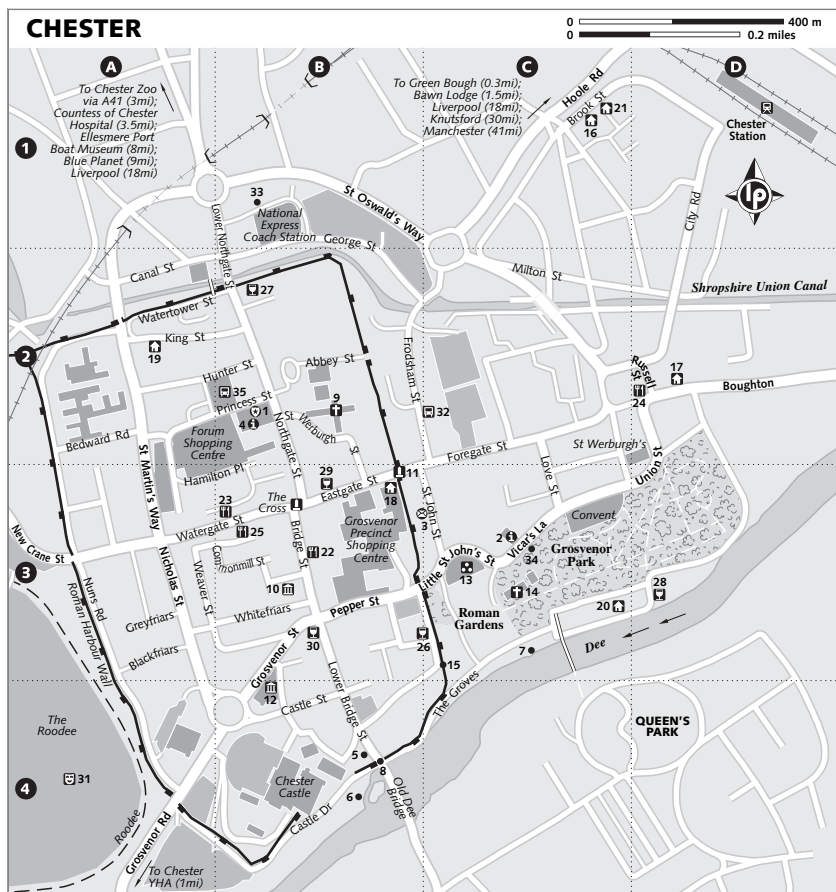 CHESTER
0 400 m
0 0.2 miles
A
B
C
D
To Chester Zoo
via A41 (3mi);
Countess of Chester
Hospital (3.5mi);
Ellesmere Port
Boat Museum (8mi);
Blue Planet (9mi);
Liverpool (18mi)
To Green Bough (0.3mi);
Bawn Lodge (1.5mi);
Liverpool (18mi)
Knutsford (30mi);
Manchester (41mi)
Hoole Rd
Brook St
21
16
Chester
Station
lp
1
33
National
Express
Coach Station
St Oswald's Way
City Rd
Lower Northgate St
George St
Canal St
Milton St
27
Shropshire Union Canal
Watertower St
King St
19
2
Frodsham St
Abbey St
Hunter St
35
Princess St
9
1
4
St
Werburgh
St
Northgate St
Forum
Shopping
Centre
32
Russell St
17
24
Boughton
Bedward Rd
St Martin's Way
Foregate St
St Werburgh's
Hamilton Pl
29
11
Eastgate St
18
Love St
Union St
23
The
Cross
St John St
3
Convent
Watergate St
25
Bridge St
Grosvenor
Precinct
Shopping
Centre
2
Vicar's La
34
Grosvenor
Park
New Crane St
3
Commonhall St
22
Little St John's St
13
Nuns Rd
Roman Harbour Wall
Nicholas St
Weaver St
10
14
28
20
Whitefriars
Pepper St
Roman
Gardens
Greyfriars
Blackfriars
Grosvenor St
30
26
15
7
Dee
12
Castle St
Lower Bridge St
The Groves
The
Roodee
QUEEN'S
PARK
5
8
31
4
Chester
Castle
6
Old Dee
Bridge
Castle Dr
Roodee
Grosvenor Rd
To Chester
YHA (1mi)